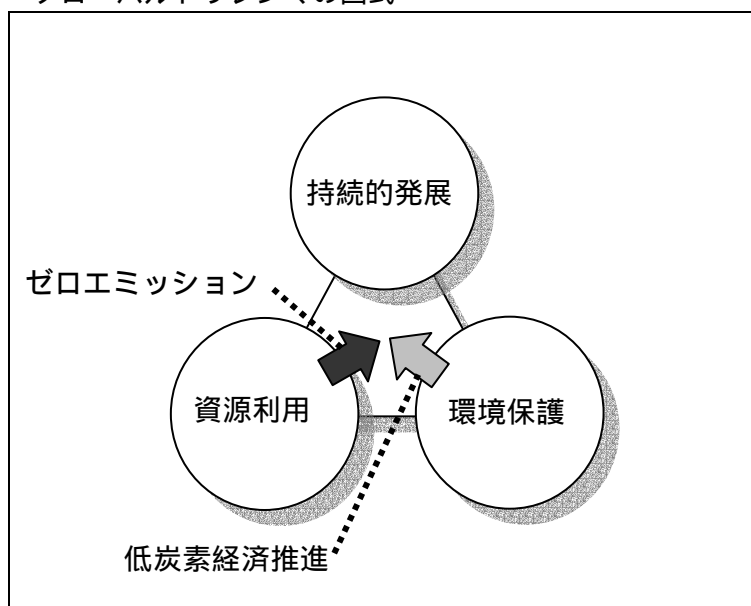 持続的発展
ゼロエミッション
資源利用
環境保護
低炭素経済推進